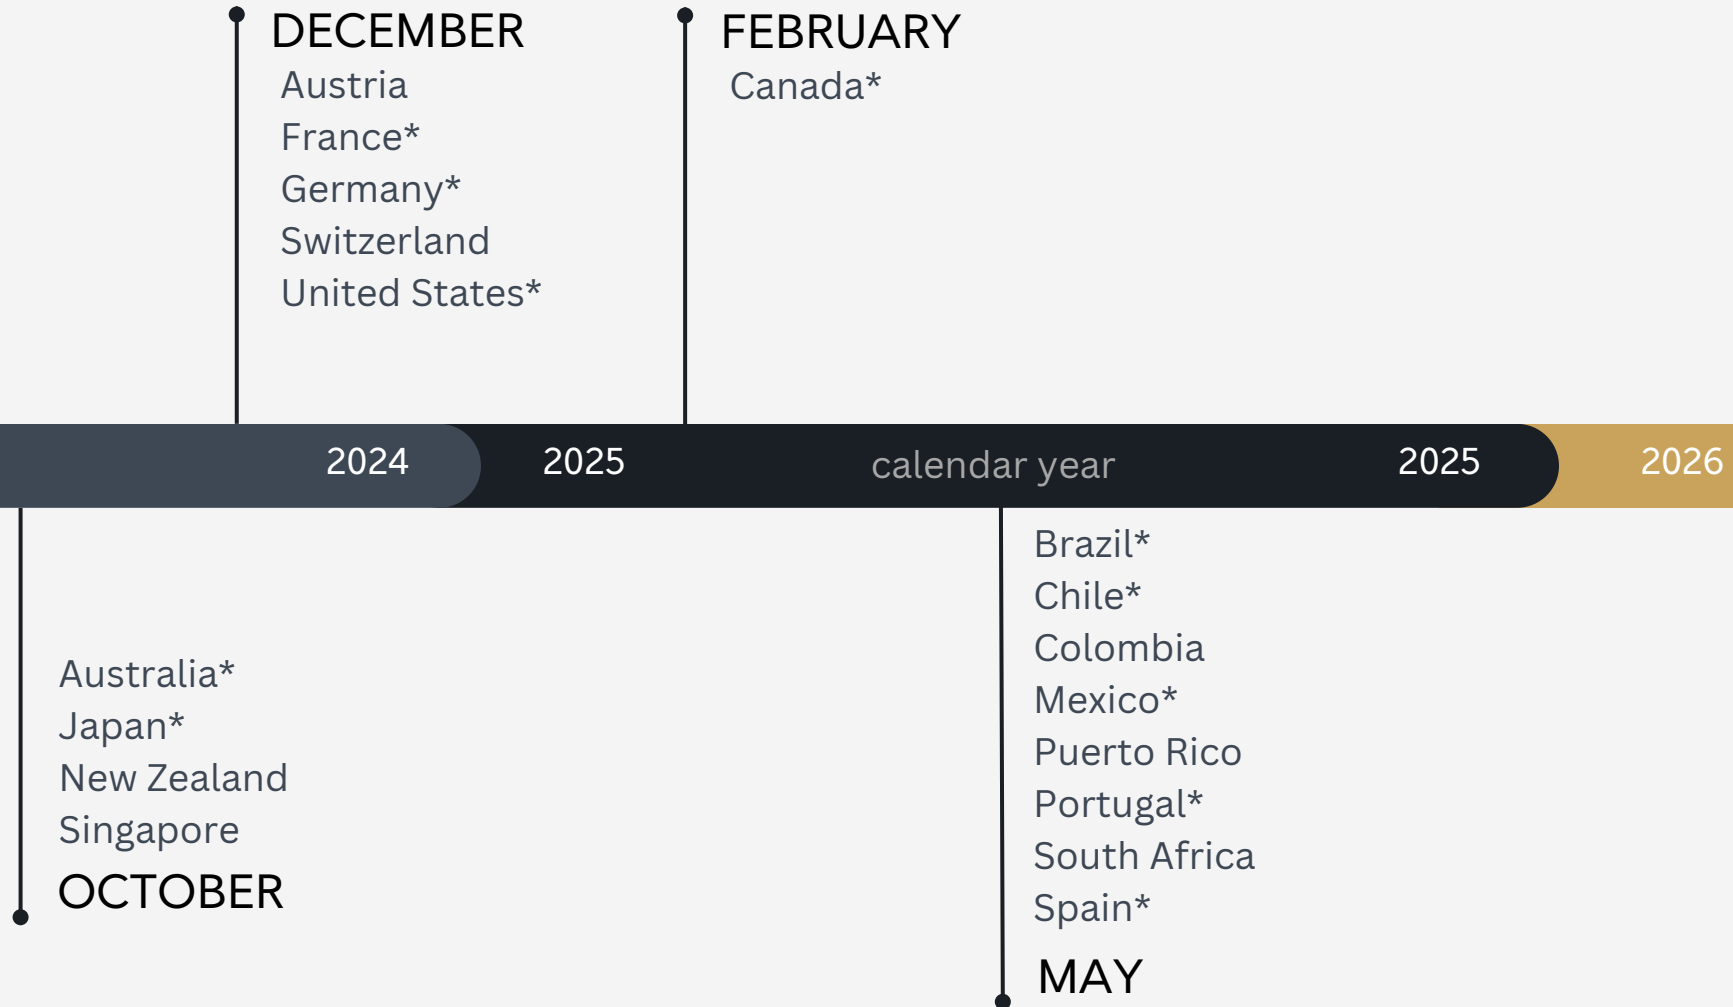 DECEMBER
Austria
France*
Germany*
Switzerland
United States*
FEBRUARY
Canada*
2024
2025
calendar year
2025
2026
Australia*
Japan*
New Zealand
Singapore
OCTOBER
Brazil*
Chile*
Colombia
Mexico*
Puerto Rico
Portugal*
South Africa
Spain*
MAY